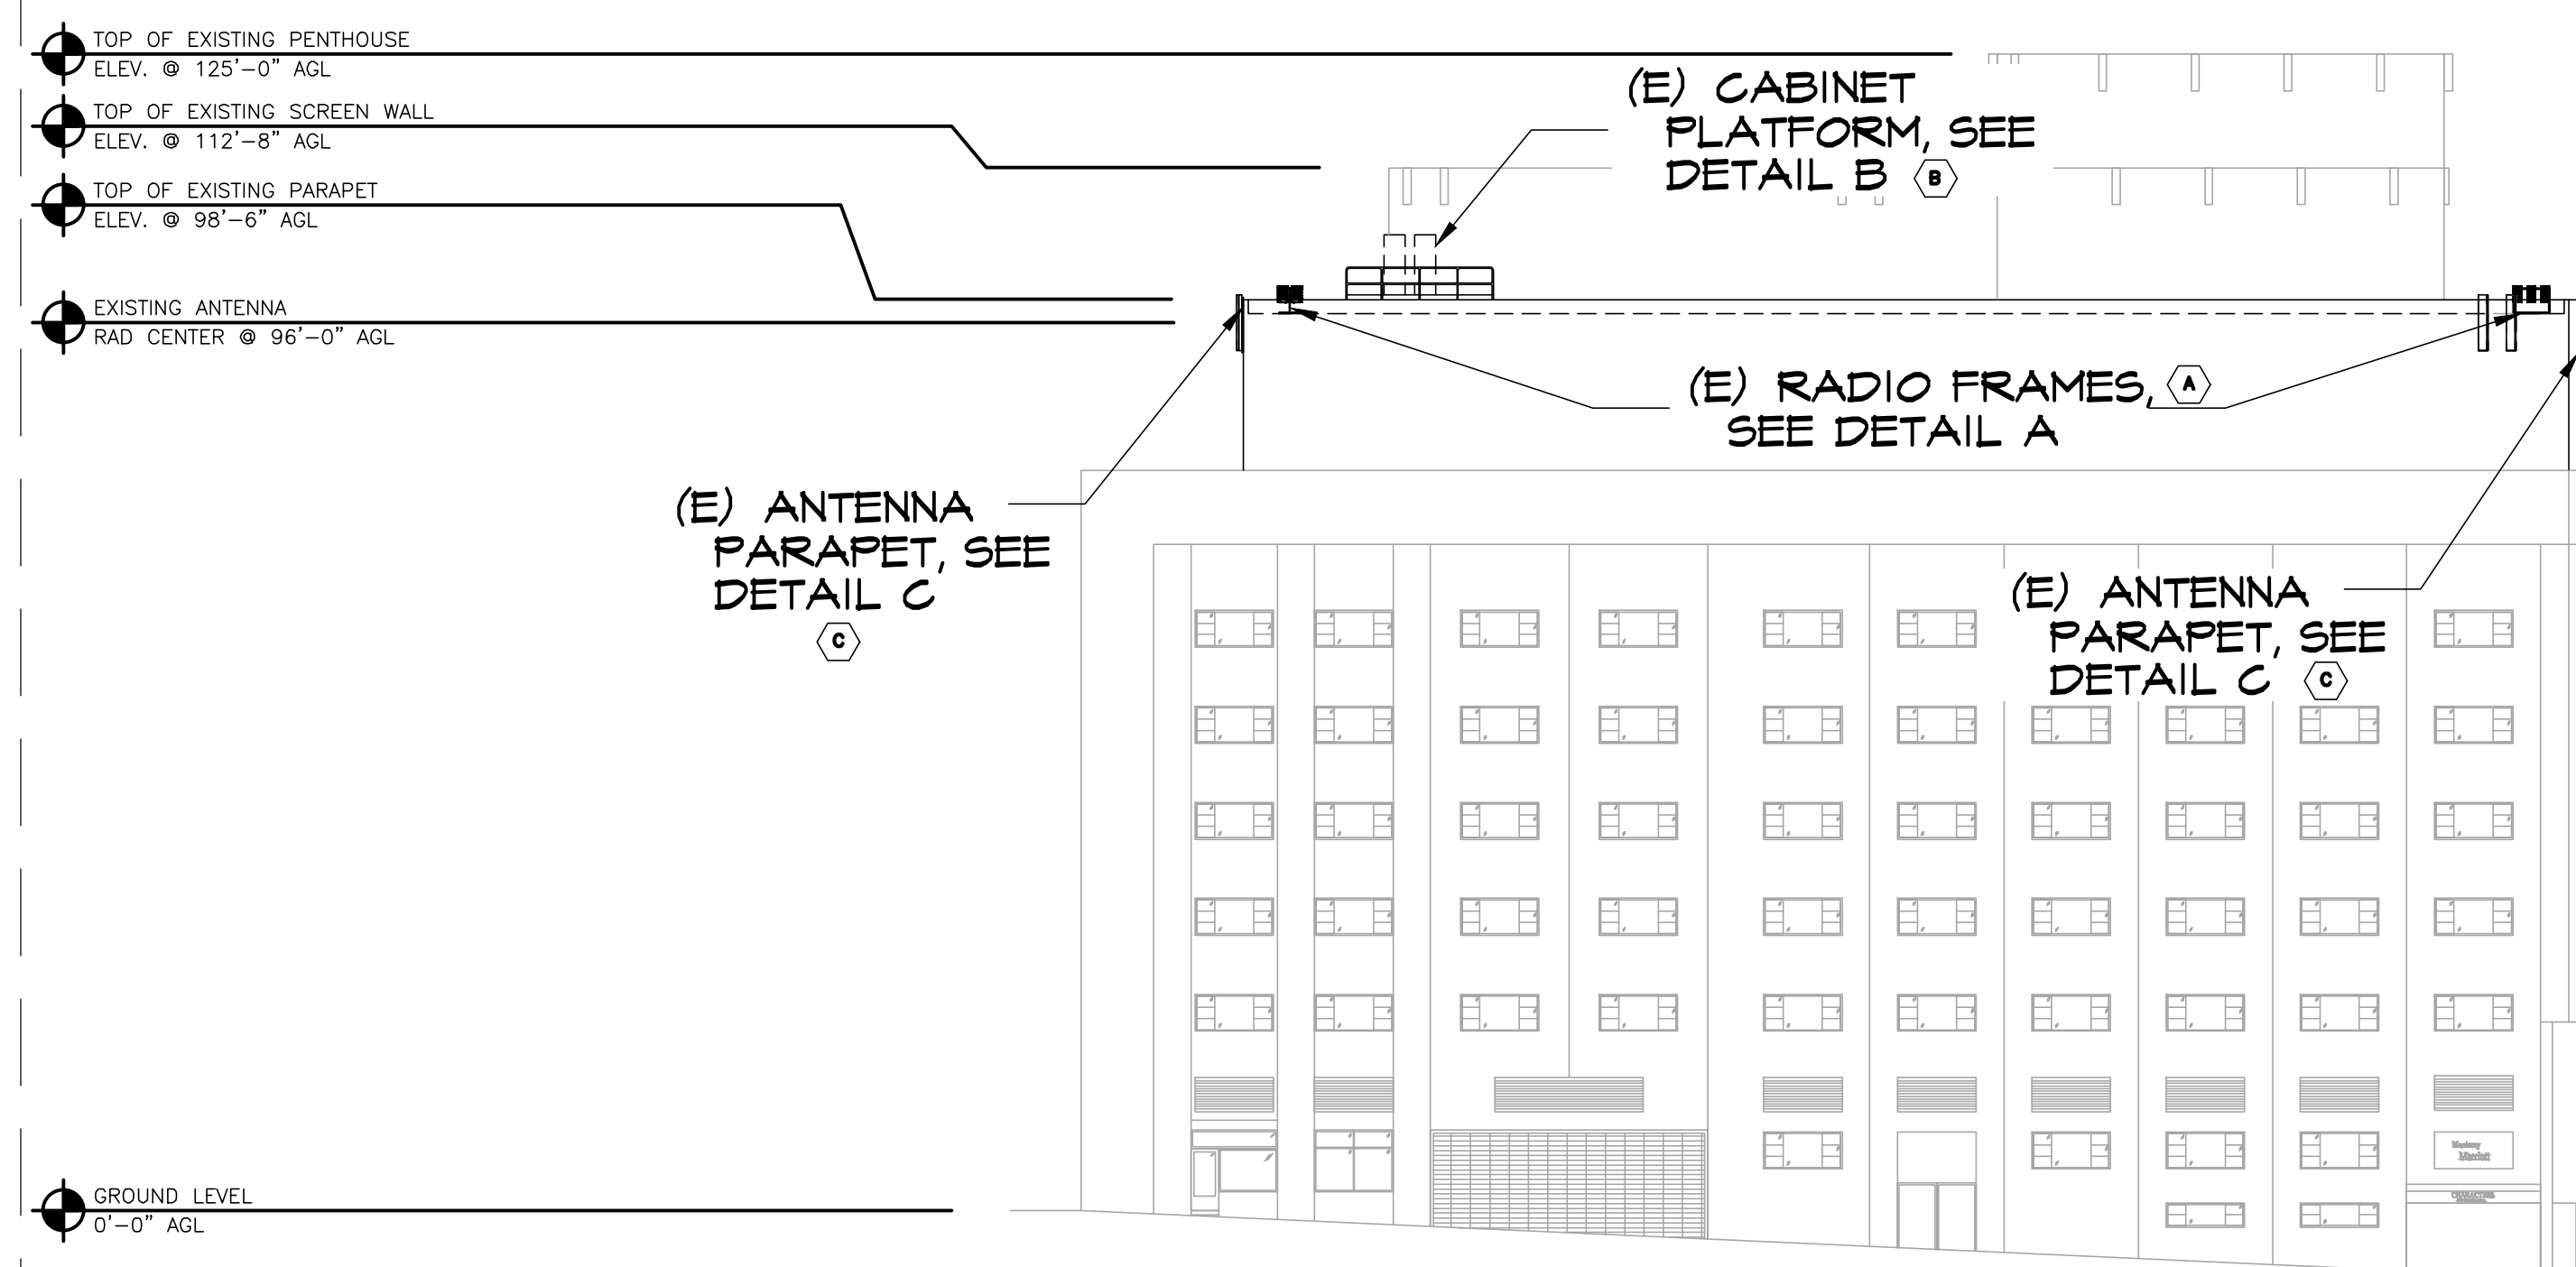 TOP OF EXISTING PENTHOUSE
ELEV. @ 125'-0" AGL
TOP OF EXISTING SCREEN WALL
ELEV. @ 112'-8" AGL
TOP OF EXISTING PARAPET
ELEV. @ 98'-6" AGL
EXISTING ANTENNA
RAD CENTER @ 96'-0" AGL
(E) CABINET
PLATFORM, SEE
DETAIL B
B
(E) RADIO FRAMES,
A
SEE DETAIL A
(E) ANTENNA
PARAPET, SEE
DETAIL C
C
(E) ANTENNA
PARAPET, SEE
DETAIL C
C
Marriott
GROUND LEVEL
0'-0" AGL